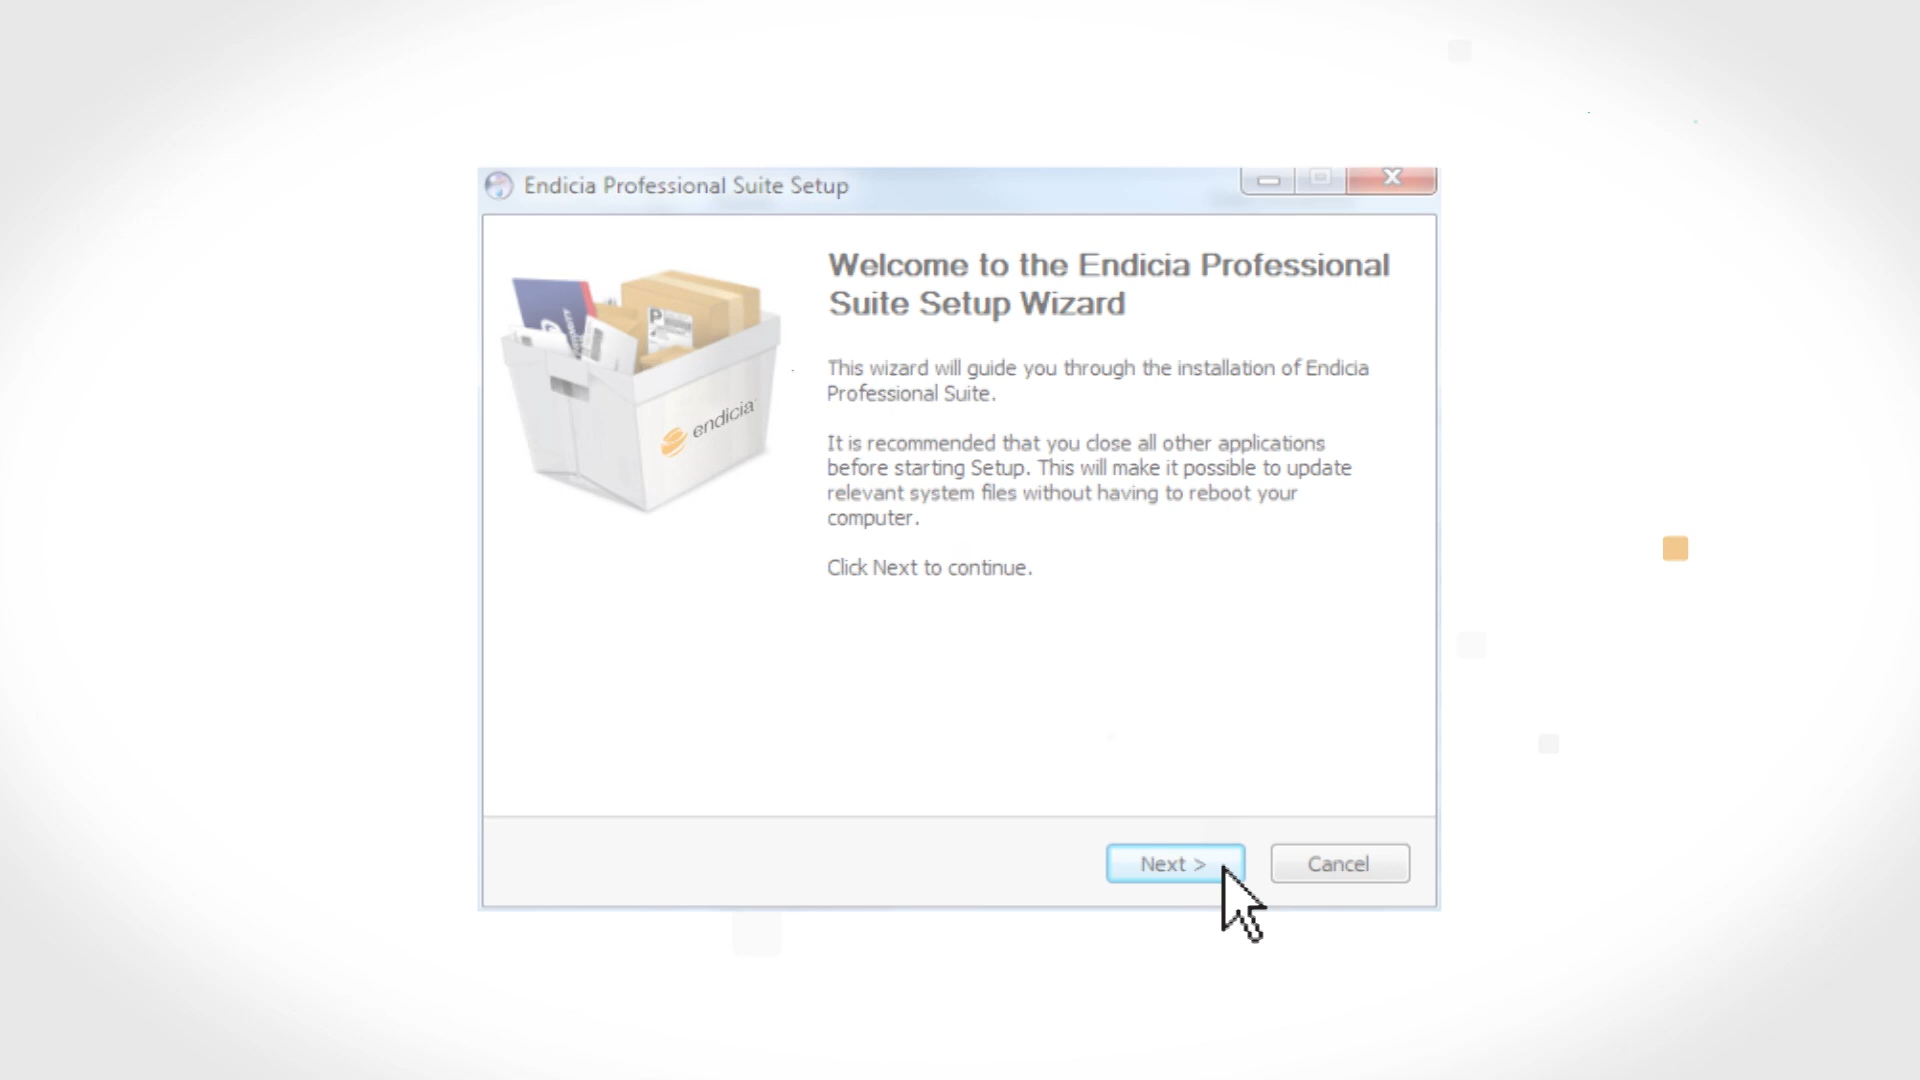 Endicia Professional Suite Setup
Welcome to the Endicia Professional
Suite Setup Wizard
This wizard will guide you through the installation of Endicia
Professional Suite.
It is recommended that you close all other applications
before starting Setup. This will make it possible to update
relevant system files without having to reboot your
computer.
Click Next to continue.
P
endicia
Next >
Cancel